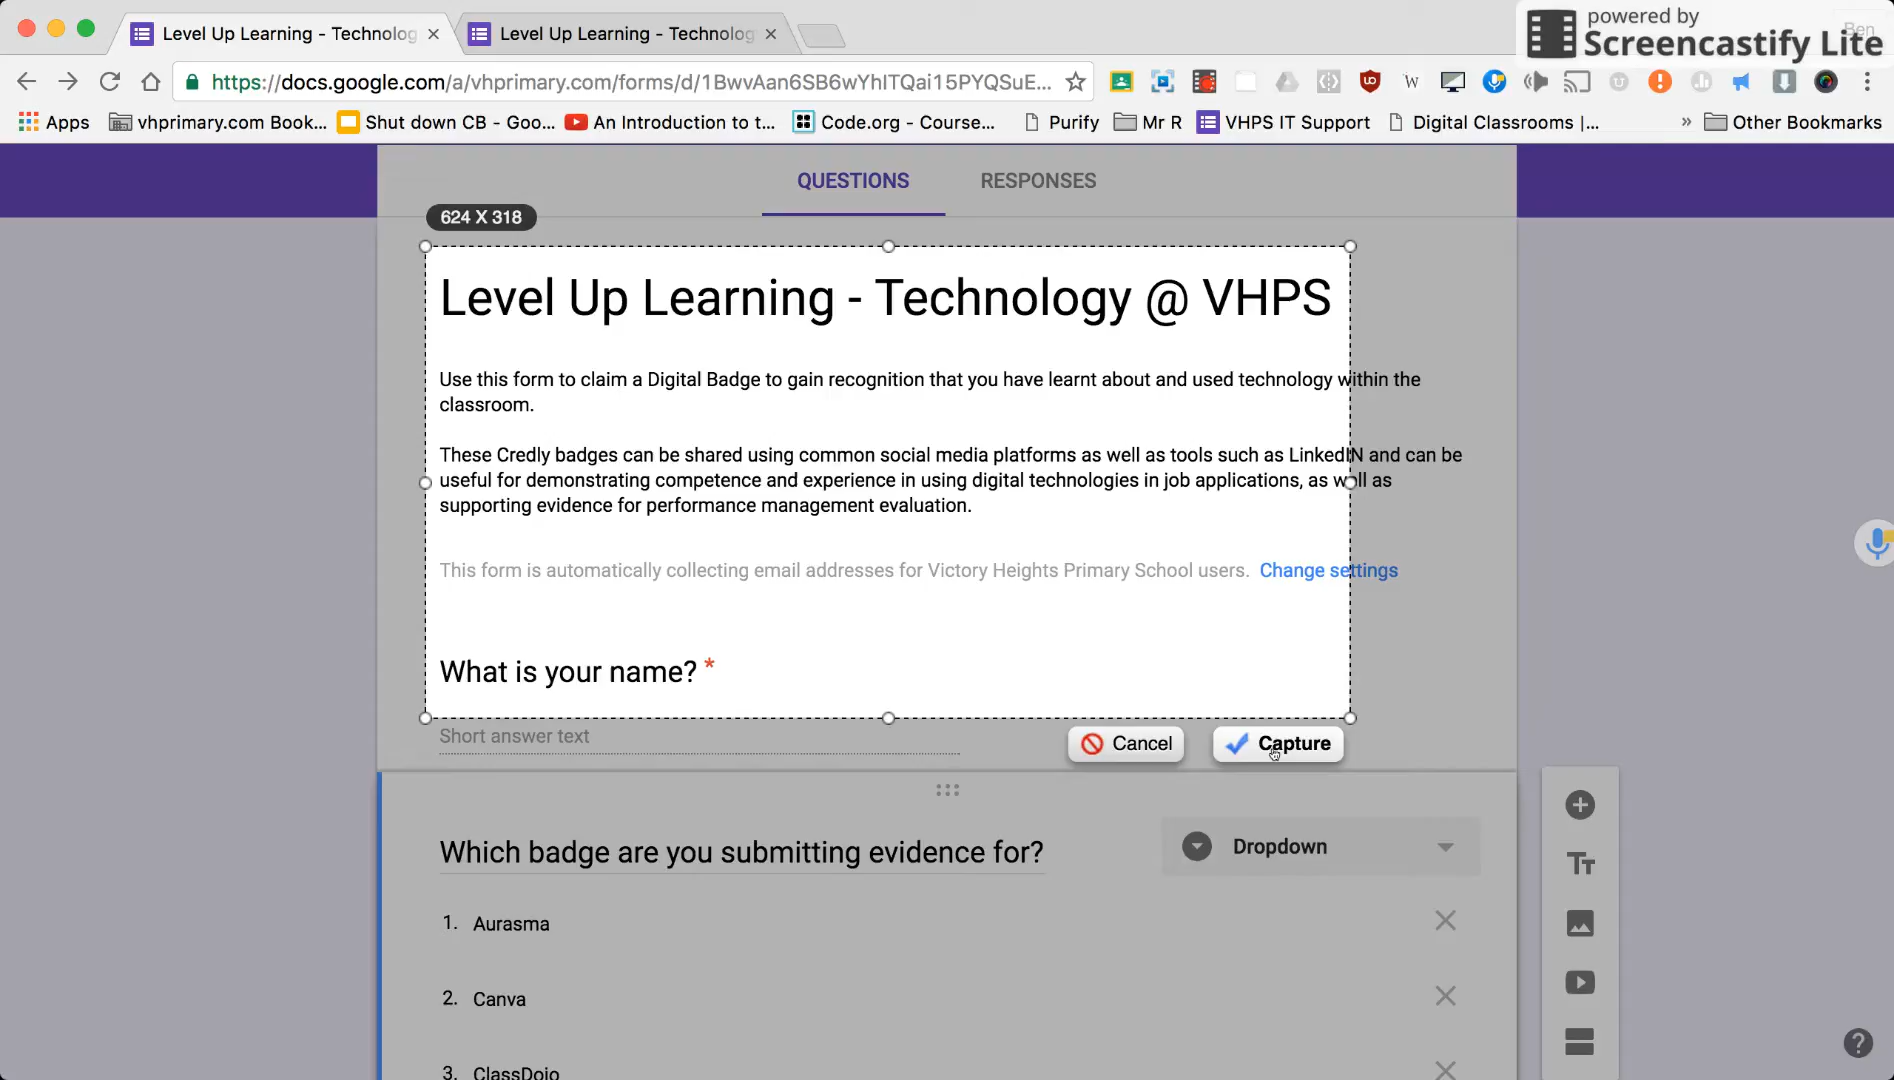 Level Up Learning - Technolog
Level Up Learning - Technolog
powered by
Ben
Screencastify Lite
https://docs.google.com/a/vhprimary.com/forms/d/1BwvAan6SB6wYhITQai15PYQSuE...
Apps
vhprimary.com Book...
Shut down CB - Goo...
An Introduction to t...
Code.org - Course...
Purify
Mr R
VHPS IT Support
Digital Classrooms |...
»
Other Bookmarks
QUESTIONS
RESPONSES
624 X 318
Level Up Learning - Technology @ VHPS
Use this form to claim a Digital Badge to gain recognition that you have learnt about and used technology within the
classroom.
These Credly badges can be shared using common social media platforms as well as tools such as LinkedIN and can be
useful for demonstrating competence and experience in using digital technologies in job applications, as well as
supporting evidence for performance management evaluation.
This form is automatically collecting email addresses for Victory Heights Primary School users. Change settings
What is your name? *
Short answer text
Cancel
Capture
Which badge are you submitting evidence for?
Dropdown
1. Aurasma
2. Canva
3. ClassDojo